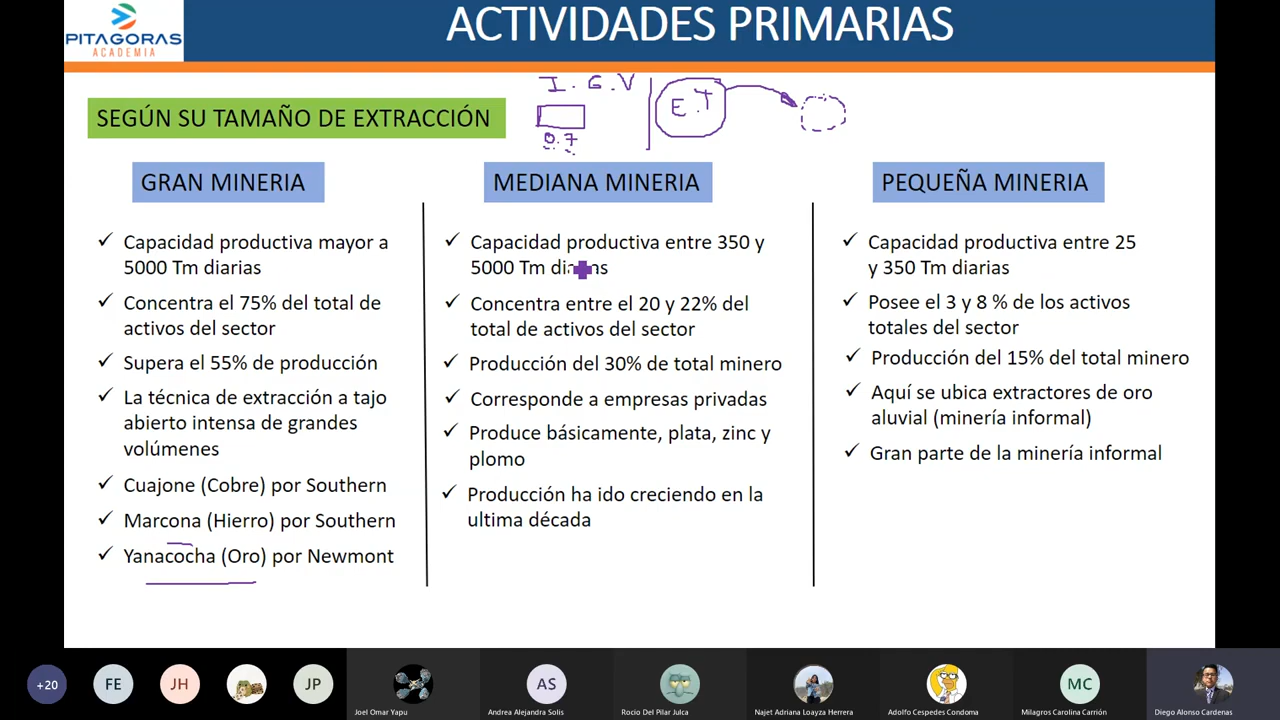 PITAGORAS
ACADEMIA
ACTIVIDADES PRIMARIAS
I. G. V
E.T
0.7
SEGÚN SU TAMAÑO DE EXTRACCIÓN
GRAN MINERIA
✓ Capacidad productiva mayor a
5000 Tm diarias
✓ Concentra el 75% del total de
activos del sector
✓ Supera el 55% de producción
✓ La técnica de extracción a tajo
abierto intensa de grandes
volúmenes
✓ Cuajone (Cobre) por Southern
✓ Marcona (Hierro) por Southern
✓ Yanacocha (Oro) por Newmont
MEDIANA MINERIA
✓ Capacidad productiva entre 350 y
5000 Tm diarias
✓ Concentra entre el 20 y 22% del
total de activos del sector
✓ Producción del 30% de total minero
✓ Corresponde a empresas privadas
✓ Produce básicamente, plata, zinc y
plomo
✓ Producción ha ido creciendo en la
ultima década
PEQUEÑA MINERIA
✓ Capacidad productiva entre 25
y 350 Tm diarias
✓ Posee el 3 y 8 % de los activos
totales del sector
✓ Producción del 15% del total minero
✓ Aquí se ubica extractores de oro
aluvial (minería informal)
✓ Gran parte de la minería informal
+20
FE
JH
JP
Joel Omar Yapu
AS
Andrea Alejandra Solis
Rocio Del Pilar Julca
Najet Adriana Loayza Herrera
Adolfo Cespedes Condoma
MC
Milagros Carolina Carrión
Diego Alonso Cardenas